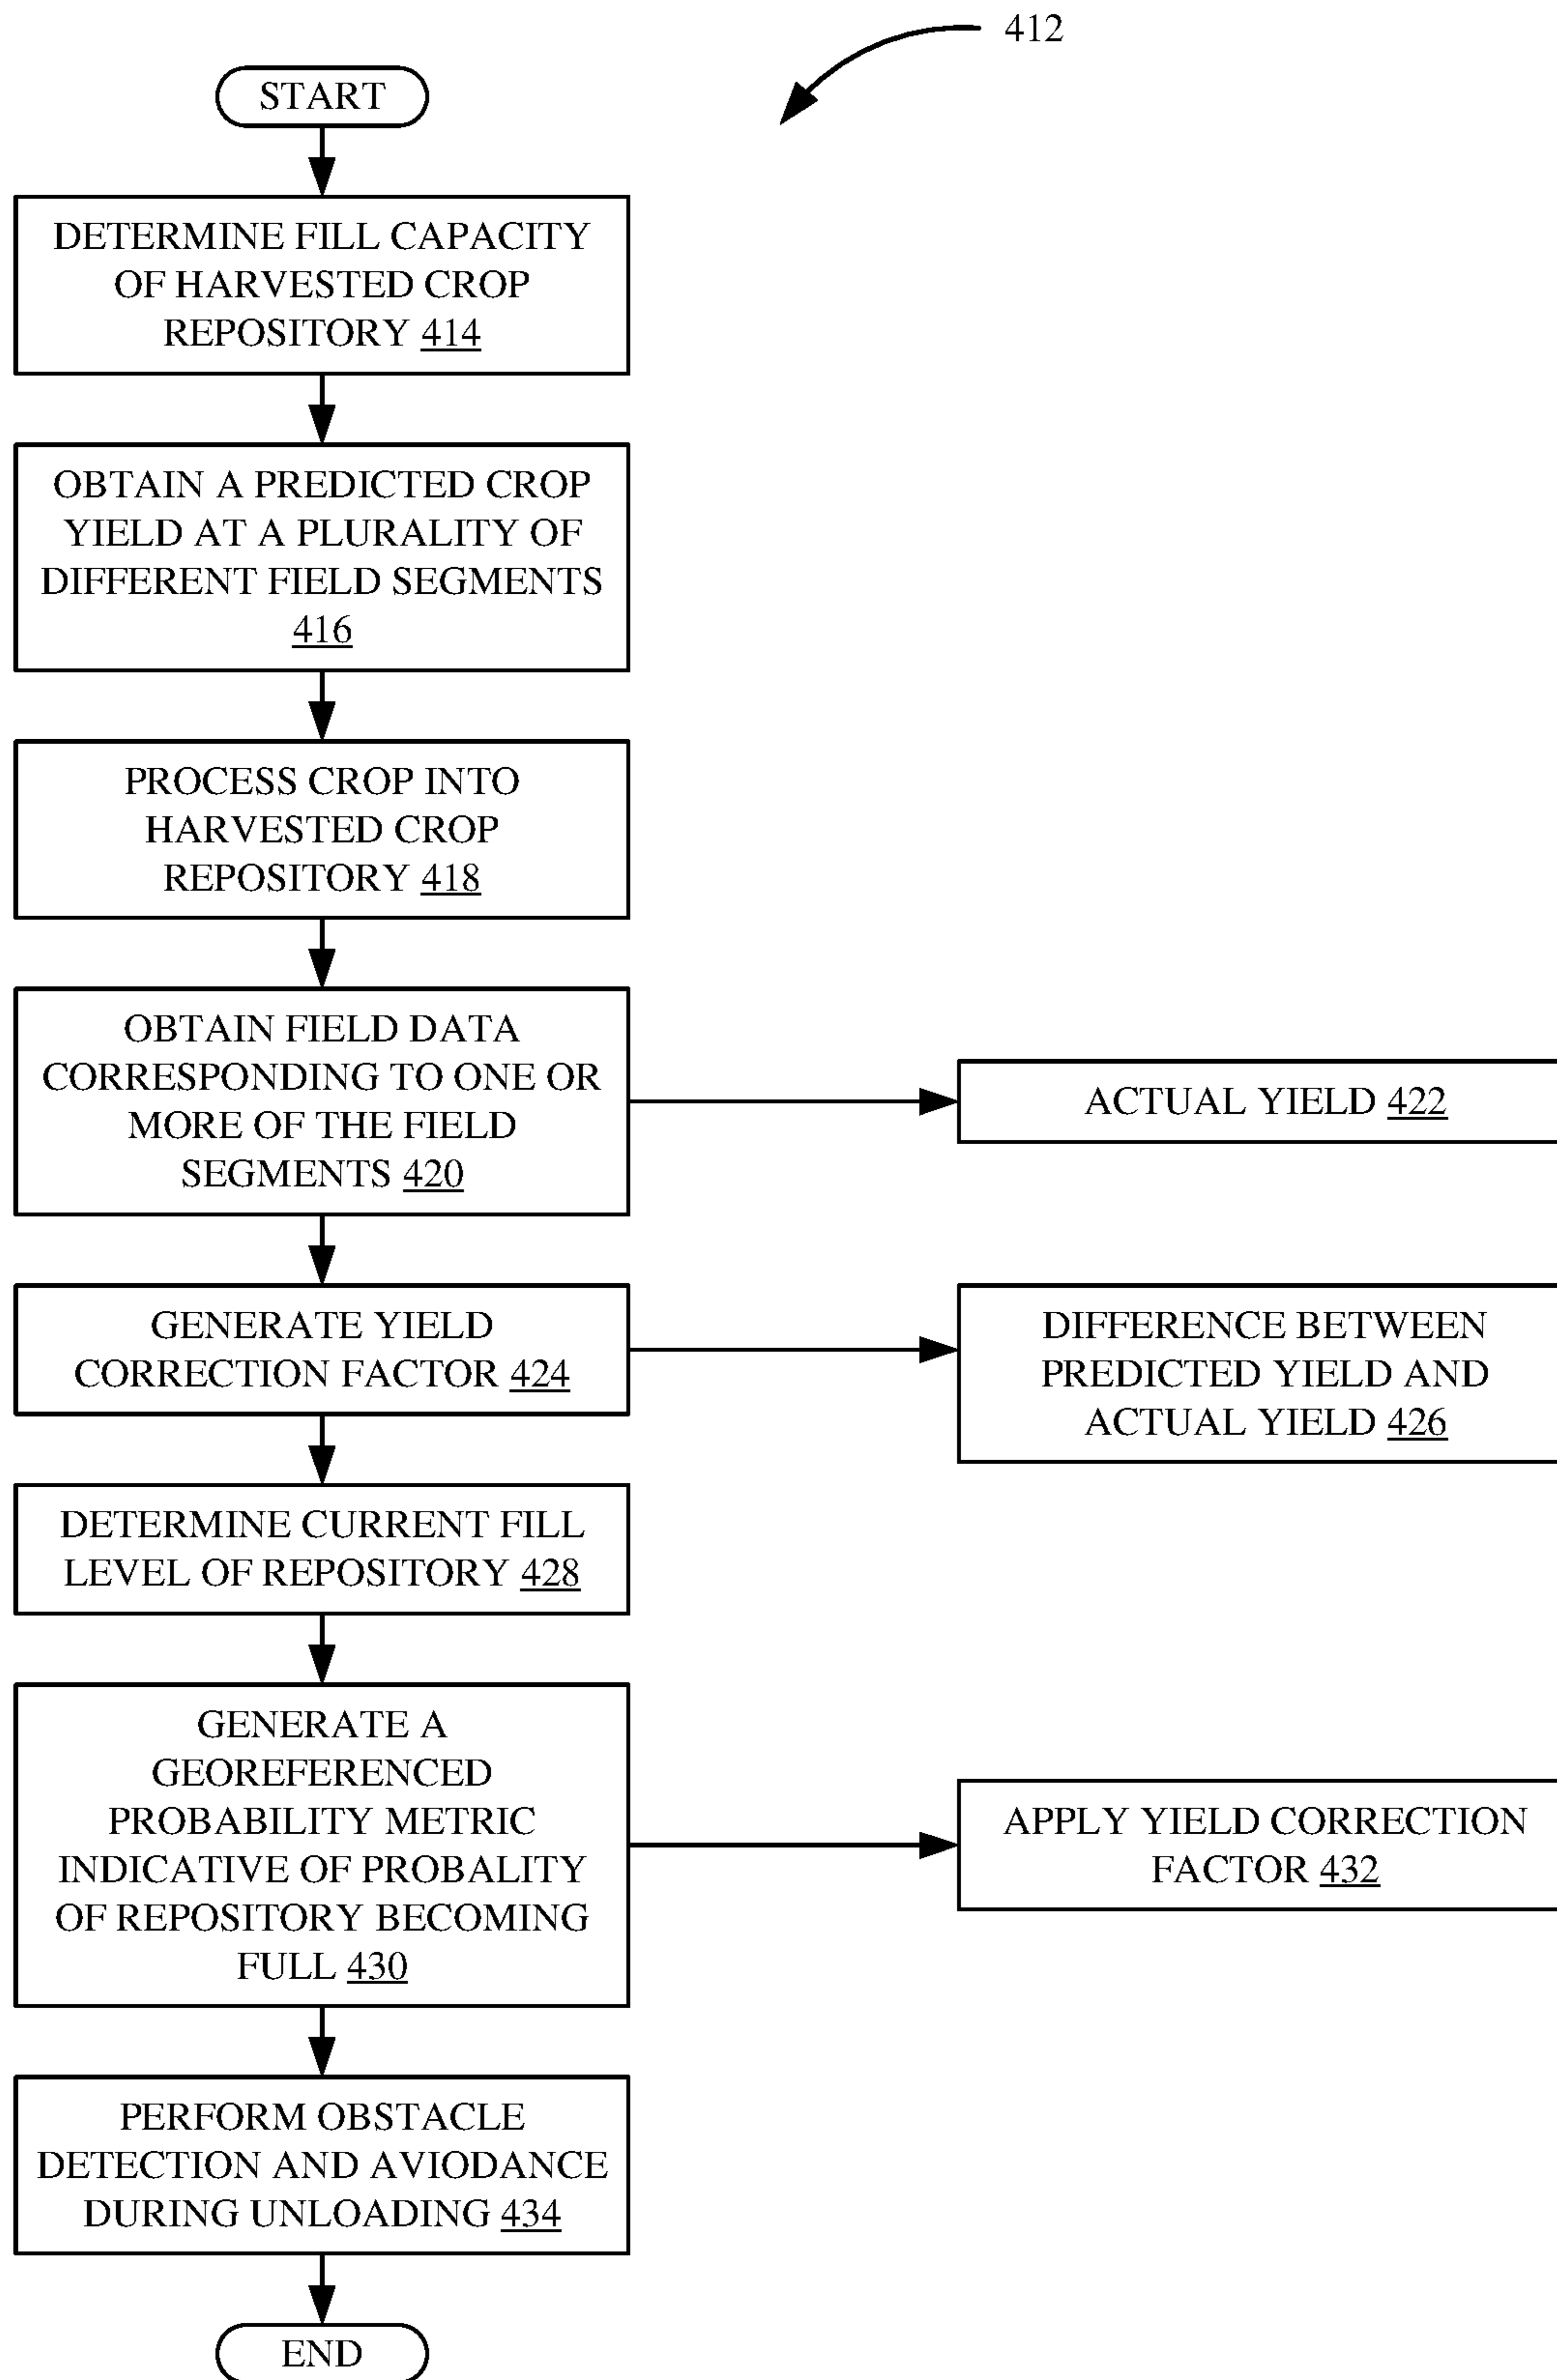 412
START
DETERMINE FILL CAPACITY
OF HARVESTED CROP
REPOSITORY 414
OBTAIN A PREDICTED CROP
YIELD AT A PLURALITY OF
DIFFERENT FIELD SEGMENTS
416
PROCESS CROP INTO
HARVESTED CROP
REPOSITORY 418
OBTAIN FIELD DATA
CORRESPONDING TO ONE OR
MORE OF THE FIELD
SEGMENTS 420
ACTUAL YIELD 422
GENERATE YIELD
CORRECTION FACTOR 424
DIFFERENCE BETWEEN
PREDICTED YIELD AND
ACTUAL YIELD 426
DETERMINE CURRENT FILL
LEVEL OF REPOSITORY 428
GENERATE A
GEOREFERENCED
PROBABILITY METRIC
INDICATIVE OF PROBALITY
OF REPOSITORY BECOMING
FULL 430
APPLY YIELD CORRECTION
FACTOR 432
PERFORM OBSTACLE
DETECTION AND AVIODANCE
DURING UNLOADING 434
END